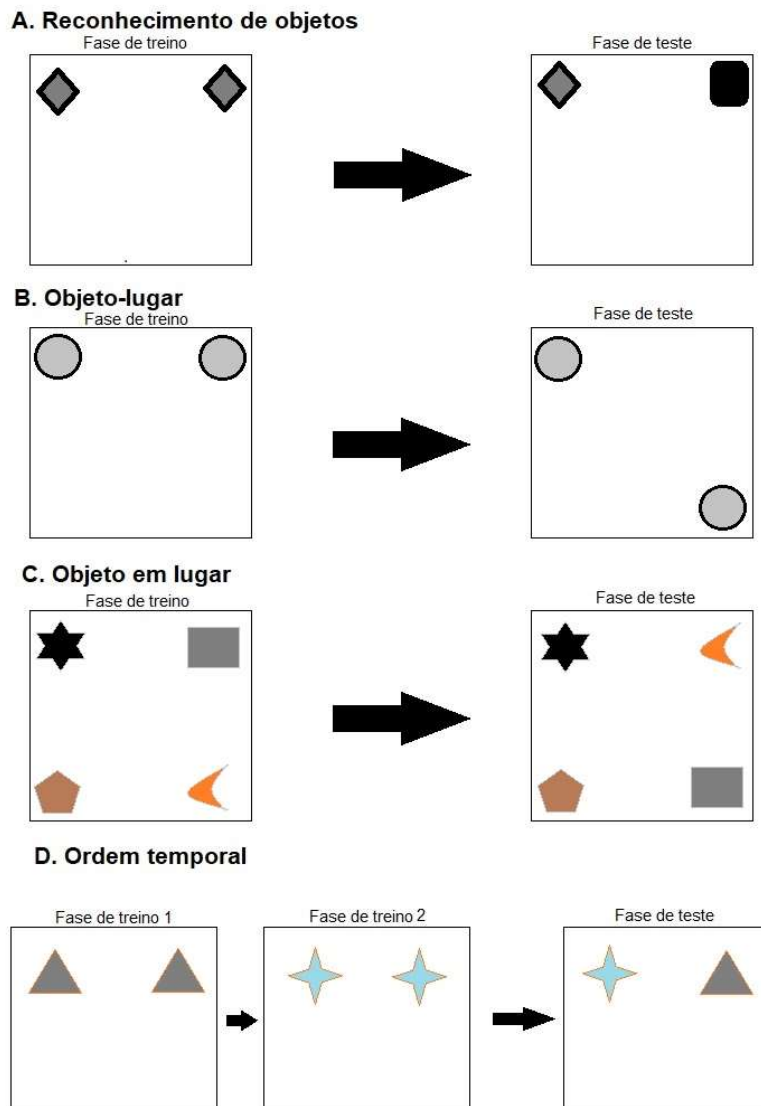 A. Reconhecimento de objetos
Fase de treino
Fase de teste
B. Objeto-lugar
Fase de treino
Fase de teste
C. Objeto em lugar
Fase de treino
Fase de teste
D. Ordem temporal
Fase de treino 1
Fase de treino 2
Fase de teste